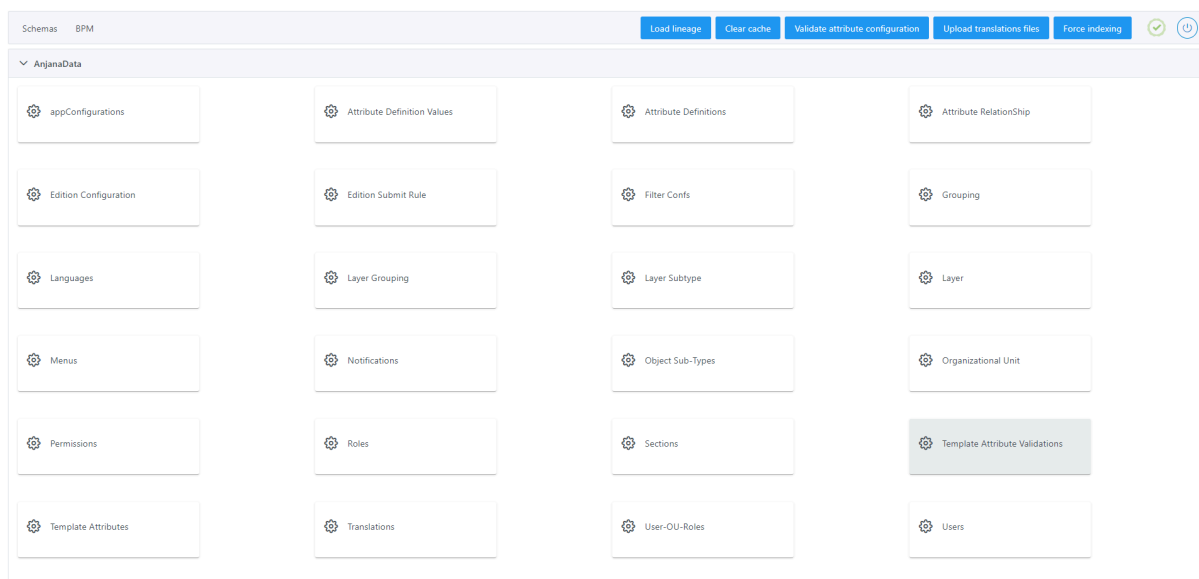 Schemas BPM Load lineage Clear cache Validate attribute configuration Upload translations files Force indexing
AnjanaData
appConfigurations Attribute Definition Values Attribute Definitions Attribute RelationShip
Edition Configuration Edition Submit Rule Filter Confs Grouping
Languages Layer Grouping Layer Subtype Layer
Menus Notifications Object Sub-Types Organizational Unit
Permissions Roles Sections Template Attribute Validations
Template Attributes Translations User-OU-Roles Users